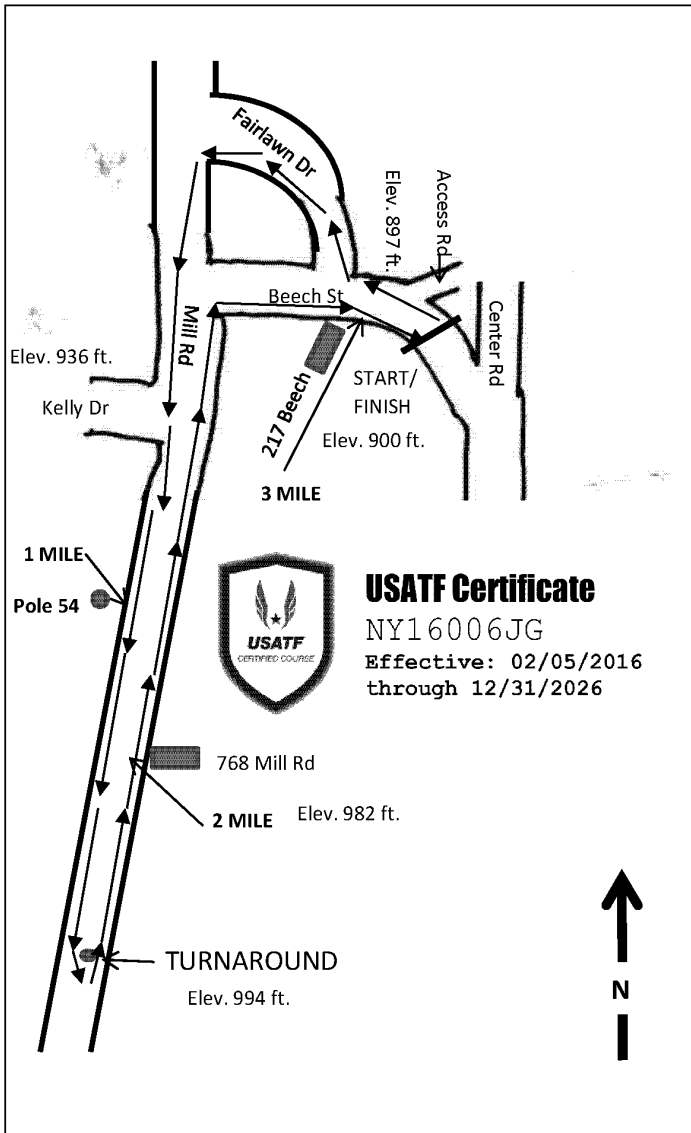 Fairlawn Dr
Elev. 897 ft.
Access Rd
Beech St
Mill Rd
Center Rd
Elev. 936 ft.
START/
FINISH
Kelly Dr
217 Beech
Elev. 900 ft.
3 MILE
1 MILE
Pole 54
USATF
CERTIFIED COURSE
USATF Certificate
NY16006JG
Effective: 02/05/2016
through 12/31/2026
768 Mill Rd
2 MILE
Elev. 982 ft.
TURNAROUND
Elev. 994 ft.
N